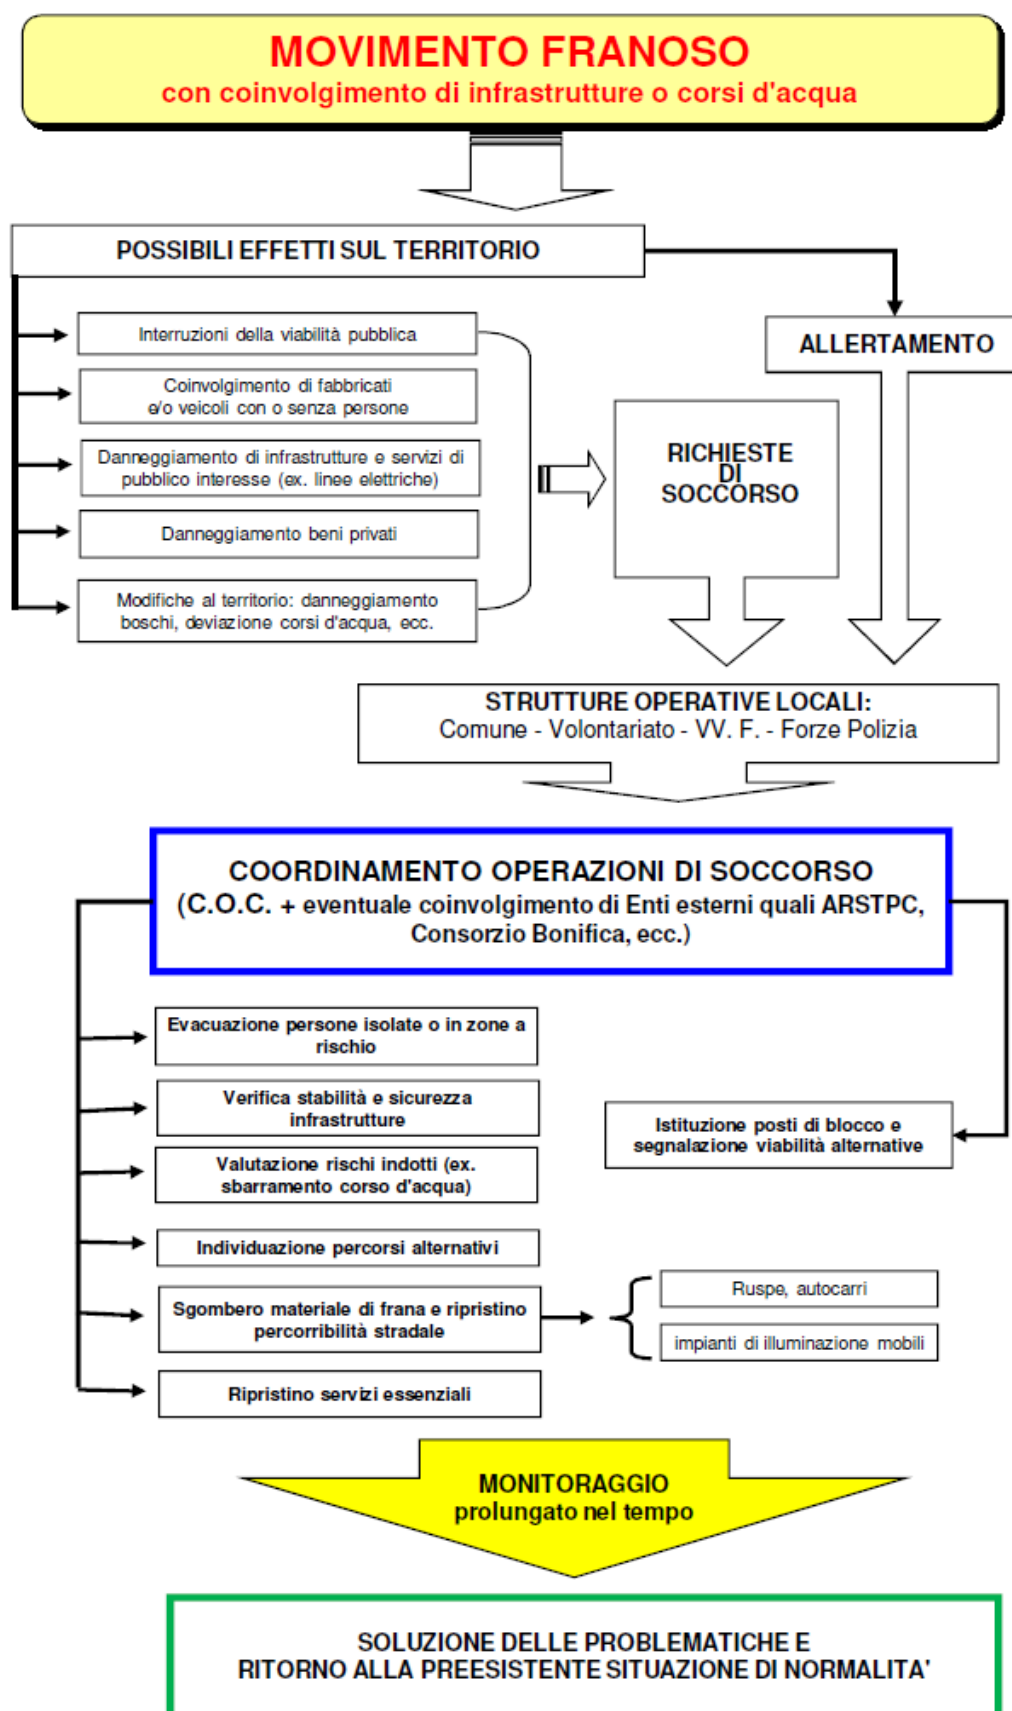 MOVIMENTO FRANOSO
con coinvolgimento di infrastrutture o corsi d'acqua
POSSIBILI EFFETTI SUL TERRITORIO
Interruzioni della viabilità pubblica
Coinvolgimento di fabbricati
e/o veicoli con o senza persone
Danneggiamento di infrastrutture e servizi di
pubblico interesse (ex. linee elettriche)
Danneggiamento beni privati
Modifiche al territorio: danneggiamento
boschi, deviazione corsi d'acqua, ecc.
ALLERTAMENTO
RICHIESTE
DI
SOCCORSO
STRUTTURE OPERATIVE LOCALI:
Comune - Volontariato - VV. F. - Forze Polizia
COORDINAMENTO OPERAZIONI DI SOCCORSO
(C.O.C. + eventuale coinvolgimento di Enti esterni quali ARSTPC,
Consorzio Bonifica, ecc.)
Evacuazione persone isolate o in zone a
rischio
Verifica stabilità e sicurezza
infrastrutture
Valutazione rischi indotti (ex.
sbarramento corso d'acqua)
Individuazione percorsi alternativi
Sgombero materiale di frana e ripristino
percorribilità stradale
Ripristino servizi essenziali
Istituzione posti di blocco e
segnalazione viabilità alternative
Ruspe, autocarri
impianti di illuminazione mobili
MONITORAGGIO
prolungato nel tempo
SOLUZIONE DELLE PROBLEMATICHE E
RITORNO ALLA PREESISTENTE SITUAZIONE DI NORMALITA'